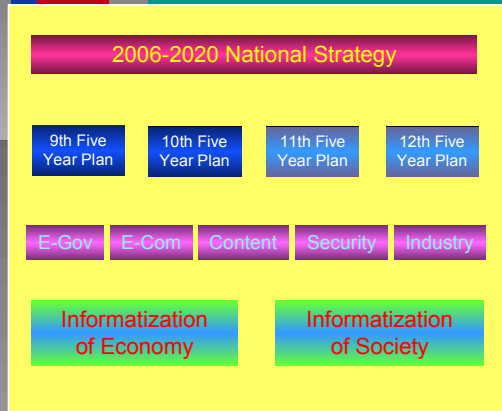 2006-2020 National Strategy
9th Five
Year Plan
10th Five
Year Plan
11th Five
Year Plan
12th Five
Year Plan
E-Gov
E-Com
Content
Security
Industry
Informatization
of Economy
Informatization
of Society